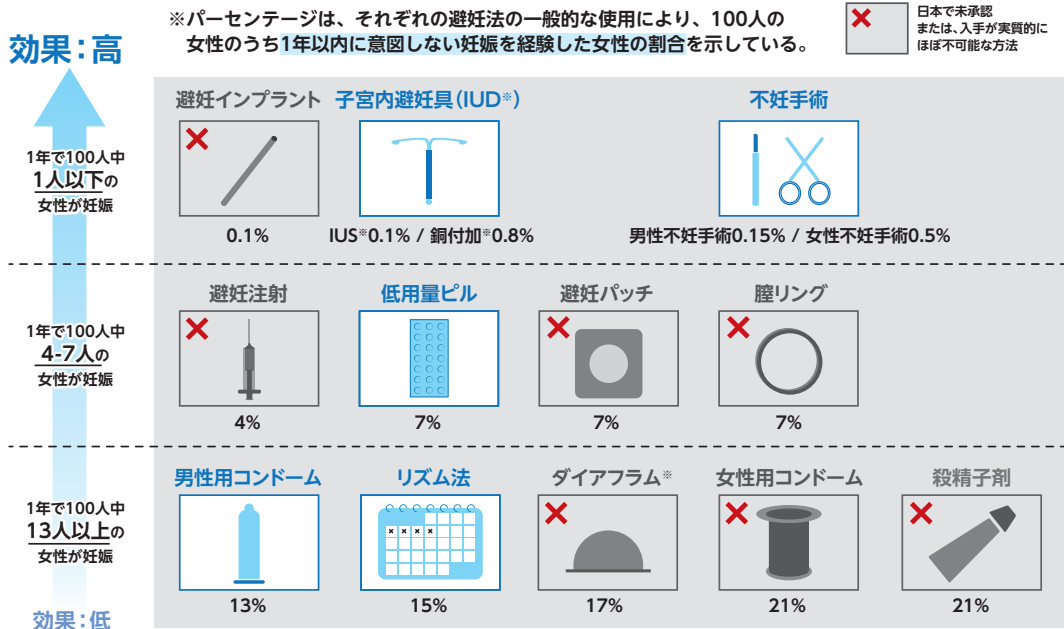 ※パーセンテージは、それぞれの避妊法の一般的な使用により、100人の
女性のうち1年以内に意図しない妊娠を経験した女性の割合を示している。
日本で未承認
または、入手が実質的に
ほぼ不可能な方法
効果：高
1年で100人中
1人以下の
女性が妊娠
避妊インプラント
子宮内避妊具（IUD※）
不妊手術
0.1%
IUS※0.1% / 銅付加※0.8%
男性不妊手術0.15% / 女性不妊手術0.5%
1年で100人中
4-7人の
女性が妊娠
避妊注射
低用量ピル
避妊パッチ
膣リング
4%
7%
7%
7%
1年で100人中
13人以上の
女性が妊娠
男性用コンドーム
リズム法
ダイアフラム※
女性用コンドーム
殺精子剤
13%
15%
17%
21%
21%
効果：低